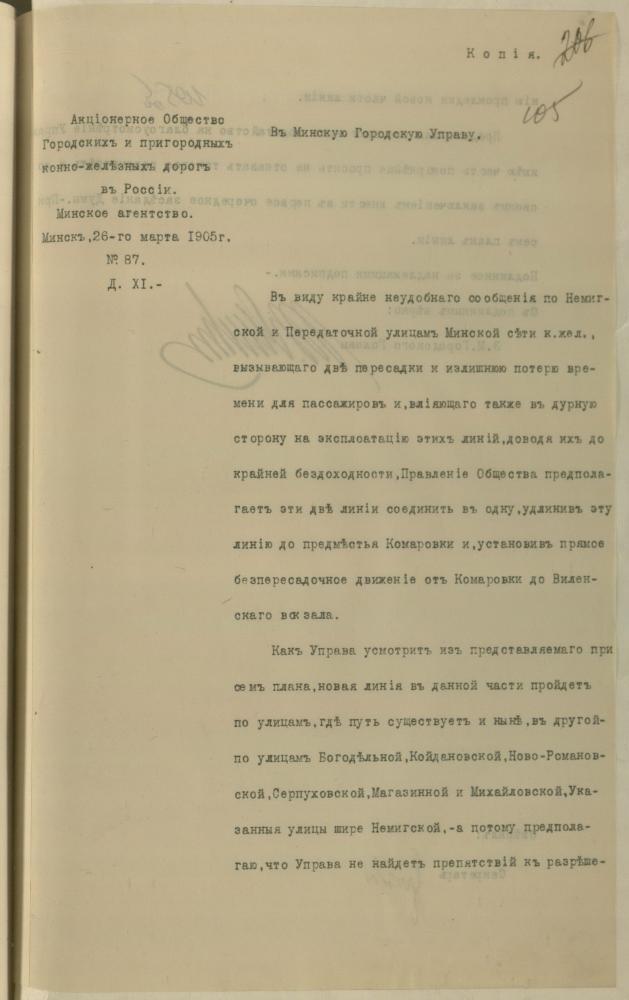 Копія.
105
Акціонерное Общество
Городскихъ и пригородныхъ
конно-желѣзныхъ дорогъ
въ Россіи.
Минское агентство.
Минскъ,26-го марта 1905г.
№ 87.
Д. XI.-
Въ Минскую Городскую Управу.
Въ виду крайне неудобнаго сообщенія по Немиг-
ской и Передаточной улицамъ Минской сѣти к.жел.,
вызывающаго двѣ пересадки и излишнюю потерю вре-
мени для пассажировъ и,вліяющаго также въ дурную
сторону на эксплоатацію этихъ линій,доводя ихъ до
крайней бездоходности,Правленіе Общества предпола-
гаетъ эти двѣ линіи соединить въ одну,удлинивъ эту
линію до предмѣстья Комаровки и,установивъ прямое
безпересадочное движеніе отъ Комаровки до Вилен-
скаго вокзала.
Какъ Управа усмотритъ изъ представляемаго при
семъ плана,новая линія въ данной части пройдетъ
по улицамъ,гдѣ путь существуетъ и нынѣ,въ другой-
по улицамъ Богодѣльной,Койдановской,Ново-Романов-
ской,Серпуховской,Магазинной и Михайловской,Ука-
занныя улицы шире Немигской,-а потому предпола-
гаю,что Управа не найдетъ препятствій къ разрѣше-